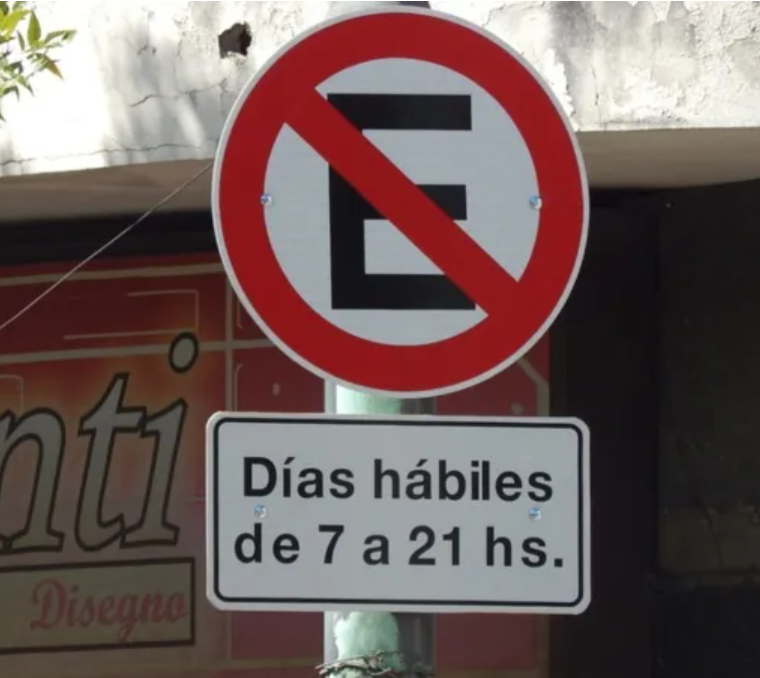 E
Días hábiles
de 7 a 21 hs.
nti
Disegno